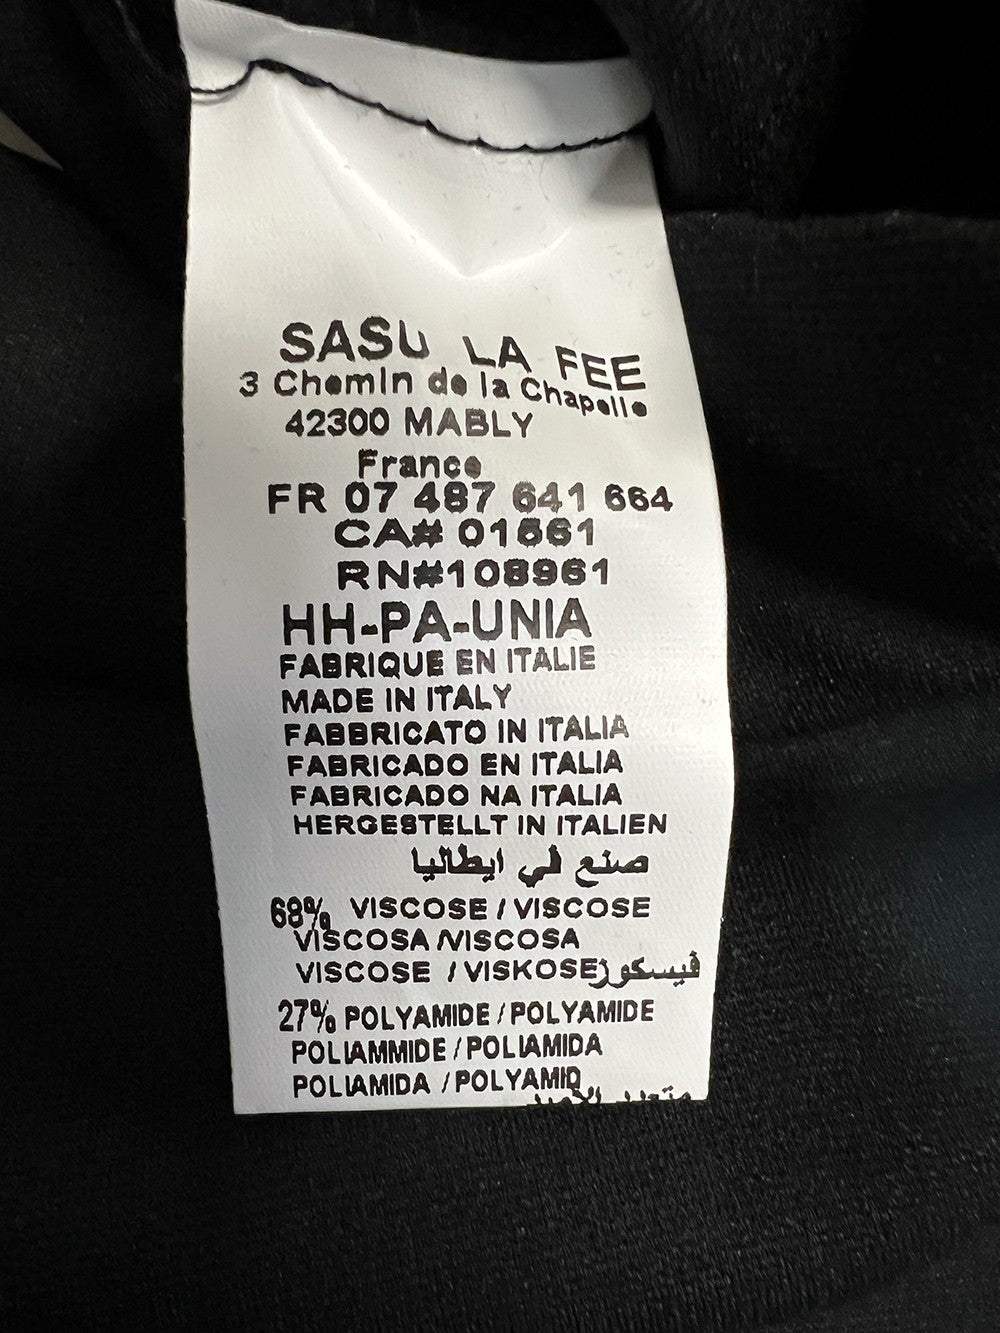 SASU LA FEE
3 Chemin de la Chapelle
42300 MABLY
France
FR 07 487 641 664
CA# 01561
RN#108961
HH-PA-UNIA
FABRIQUE EN ITALIE
MADE IN ITALY
FABBRICATO IN ITALIA
FABRICADO EN ITALIA
FABRICADO NA ITALIA
HERGESTELLT IN ITALIEN
صنع في ايطاليا
68% VISCOSE / VISCOSE
VISCOSA /VISCOSA
VISCOSE / VISKOSE فيسكوز
27% POLYAMIDE / POLYAMIDE
POLIAMMIDE / POLIAMIDA
POLIAMIDA / POLYAMID